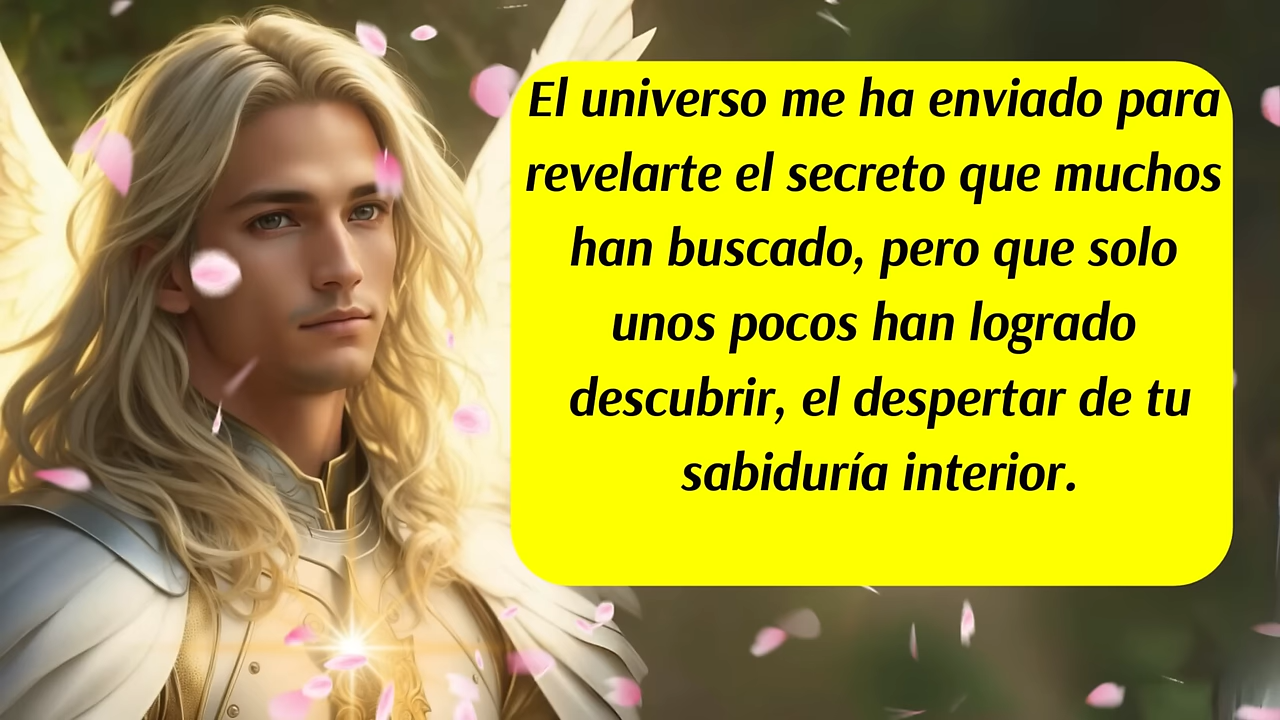 El universo me ha enviado para
revelarte el secreto que muchos
han buscado, pero que solo
unos pocos han logrado
descubrir, el despertar de tu
sabiduría interior.